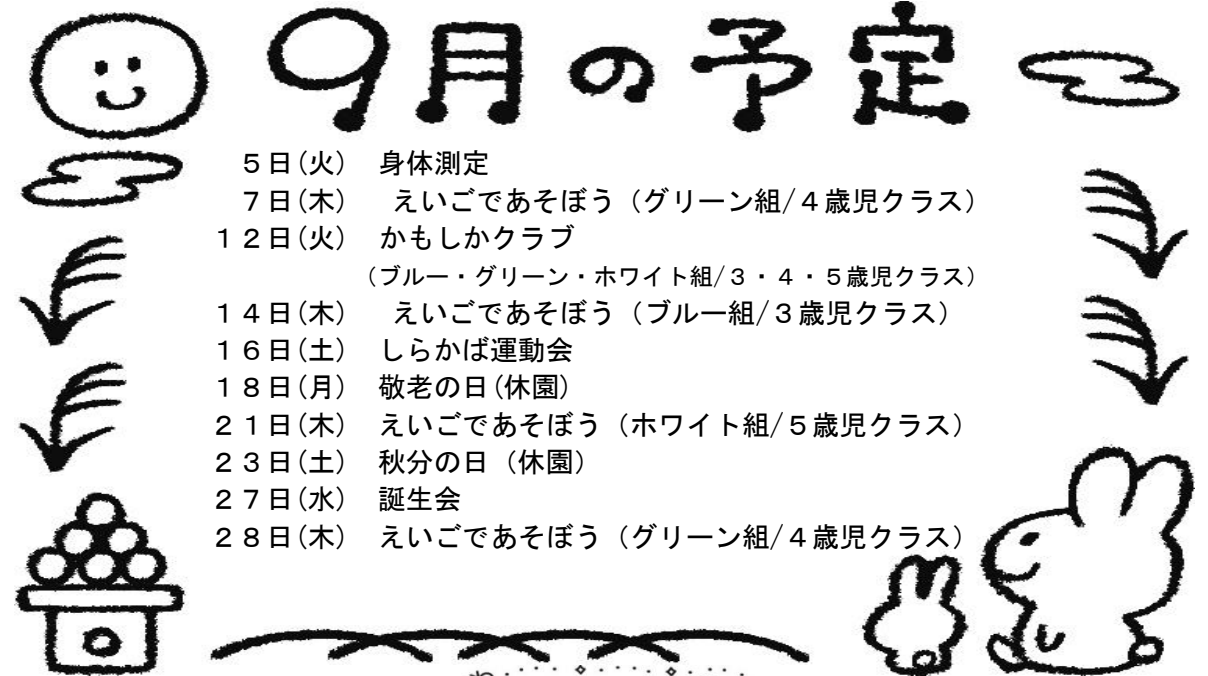 9月の予定
5日(火) 身体測定
7日(木) えいごであそぼう（グリーン組/４歳児クラス）
１２日(火) かもしかクラブ
（ブルー・グリーン・ホワイト組/３・４・５歳児クラス）
１４日(木) えいごであそぼう（ブルー組/３歳児クラス）
１６日(土) しらかば運動会
１８日(月) 敬老の日(休園)
２１日(木) えいごであそぼう（ホワイト組/５歳児クラス）
２３日(土) 秋分の日（休園）
２７日(水) 誕生会
２８日(木) えいごであそぼう（グリーン組/４歳児クラス）